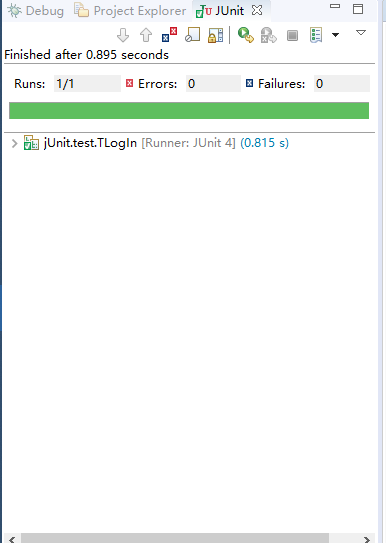 Debug Project Explorer JUnit
Finished after 0.895 seconds
Runs: 1/1 Errors: 0 Failures: 0
jUnit.test.TLogIn [Runner: JUnit 4] (0.815 s)